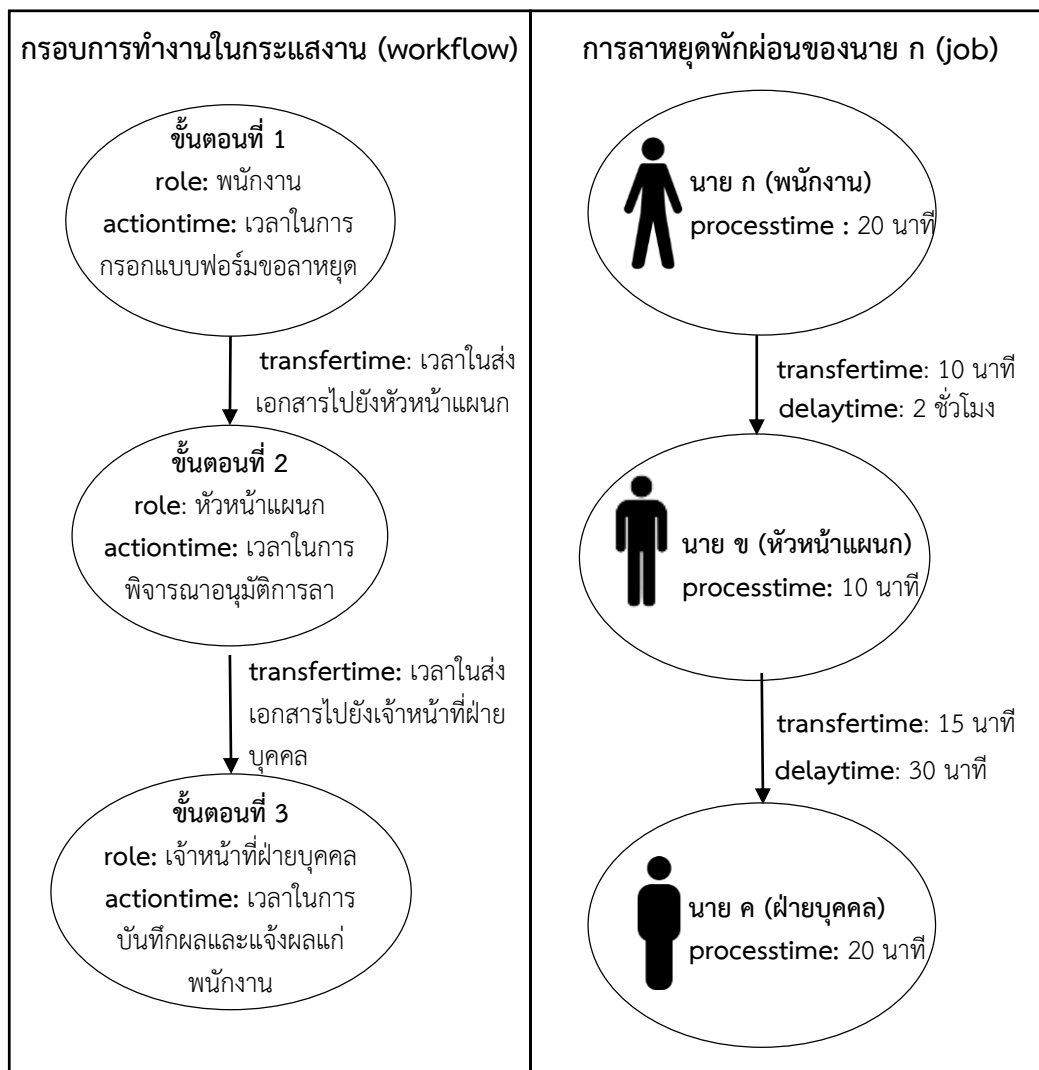 กรอบการทำงานในกระแสงาน (workflow)
ขั้นตอนที่ 1
role: พนักงาน
actiontime: เวลาในการ
กรอกแบบฟอร์มขอลาหยุด
transfertime: เวลาในส่ง
เอกสารไปยังหัวหน้าแผนก
ขั้นตอนที่ 2
role: หัวหน้าแผนก
actiontime: เวลาในการ
พิจารณาอนุมัติการลา
transfertime: เวลาในส่ง
เอกสารไปยังเจ้าหน้าที่ฝ่าย
บุคคล
ขั้นตอนที่ 3
role: เจ้าหน้าที่ฝ่ายบุคคล
actiontime: เวลาในการ
บันทึกผลและแจ้งผลแก่
พนักงาน
การลาหยุดพักผ่อนของนาย ก (job)
นาย ก (พนักงาน)
processtime : 20 นาที
transfertime: 10 นาที
delaytime: 2 ชั่วโมง
นาย ข (หัวหน้าแผนก)
processtime: 10 นาที
transfertime: 15 นาที
delaytime: 30 นาที
นาย ค (ฝ่ายบุคคล)
processtime: 20 นาที